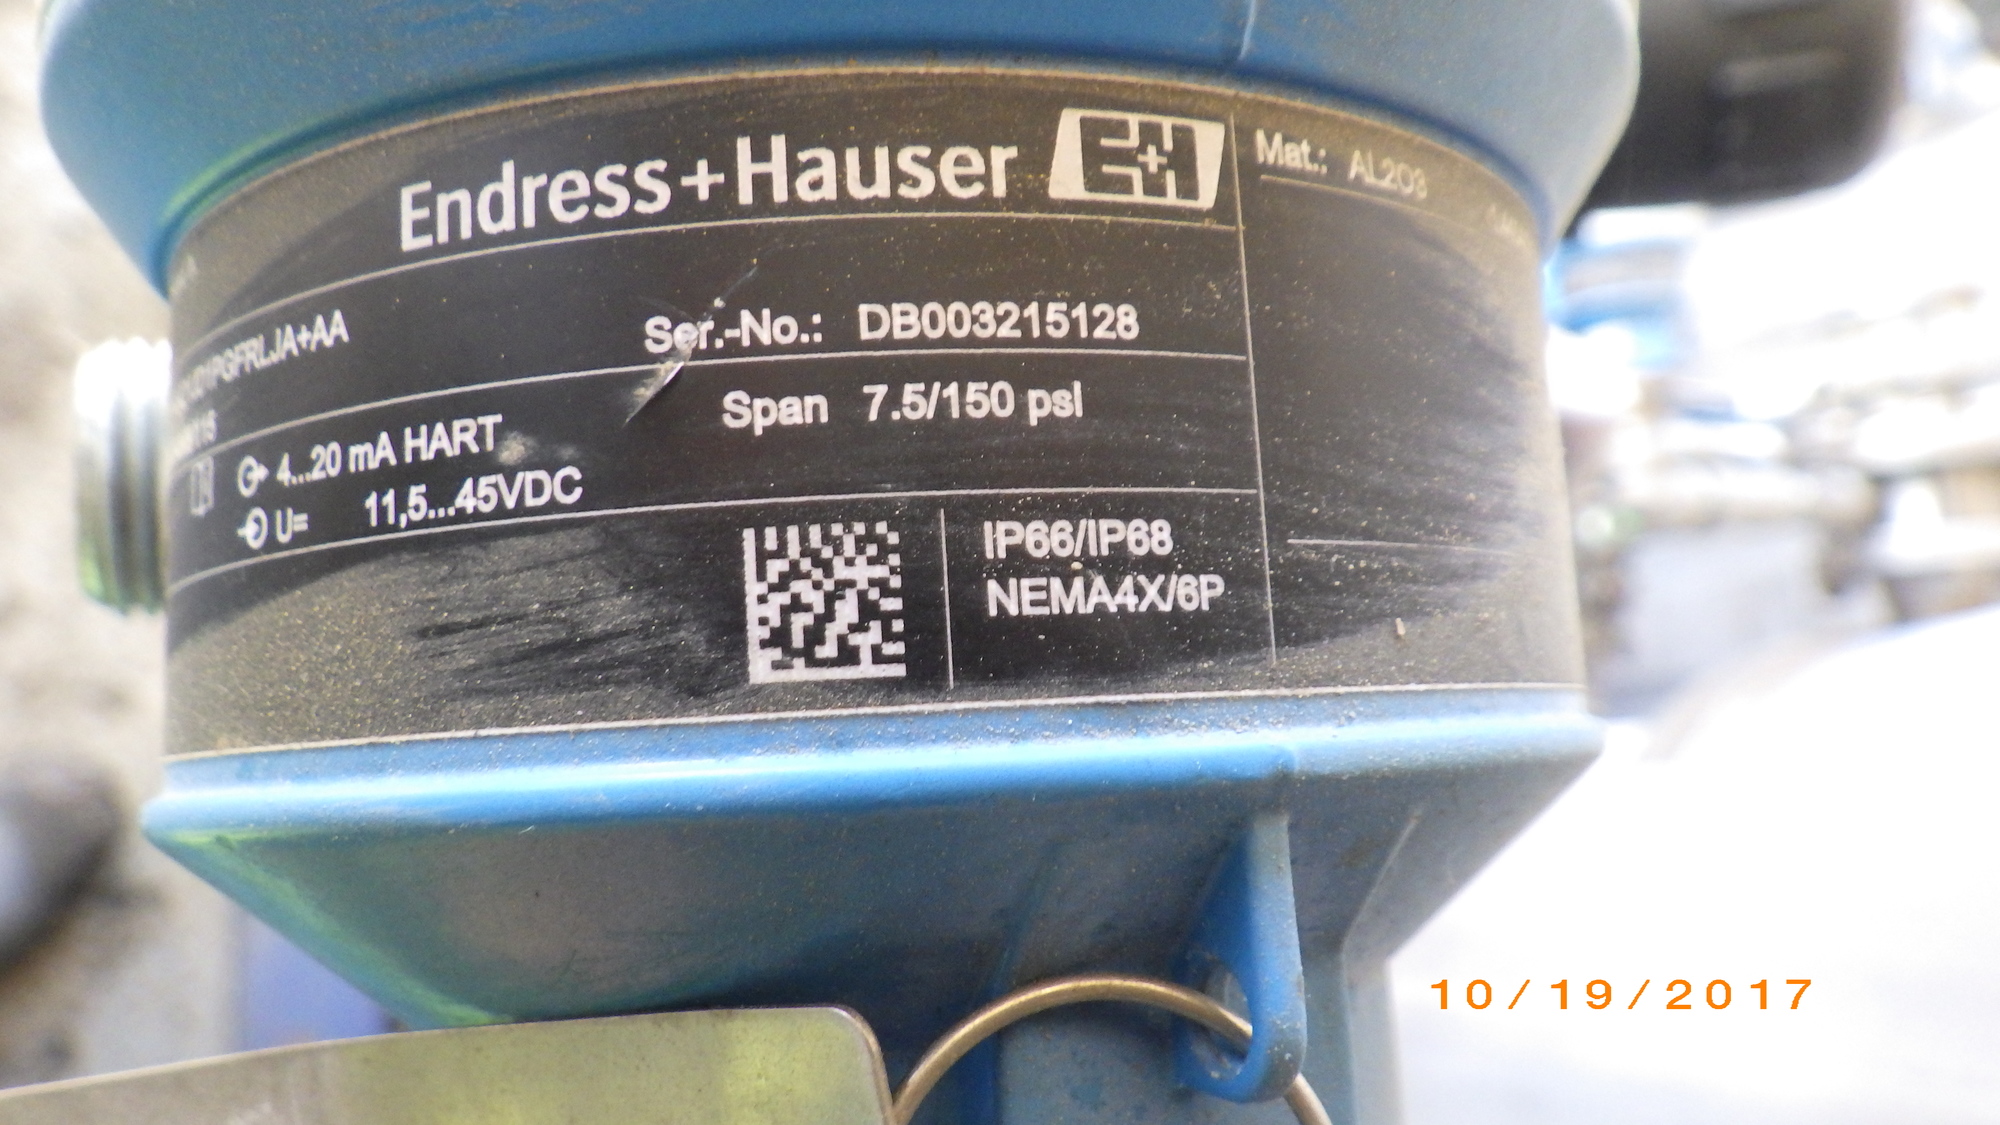 Endress+Hauser
E+H
Mat.: AL2O3
Ser.-No.: DB003215128
4...20 mA HART
Span 7.5/150 psi
U= 11,5...45VDC
IP66/IP68
NEMA4X/6P
10/19/2017